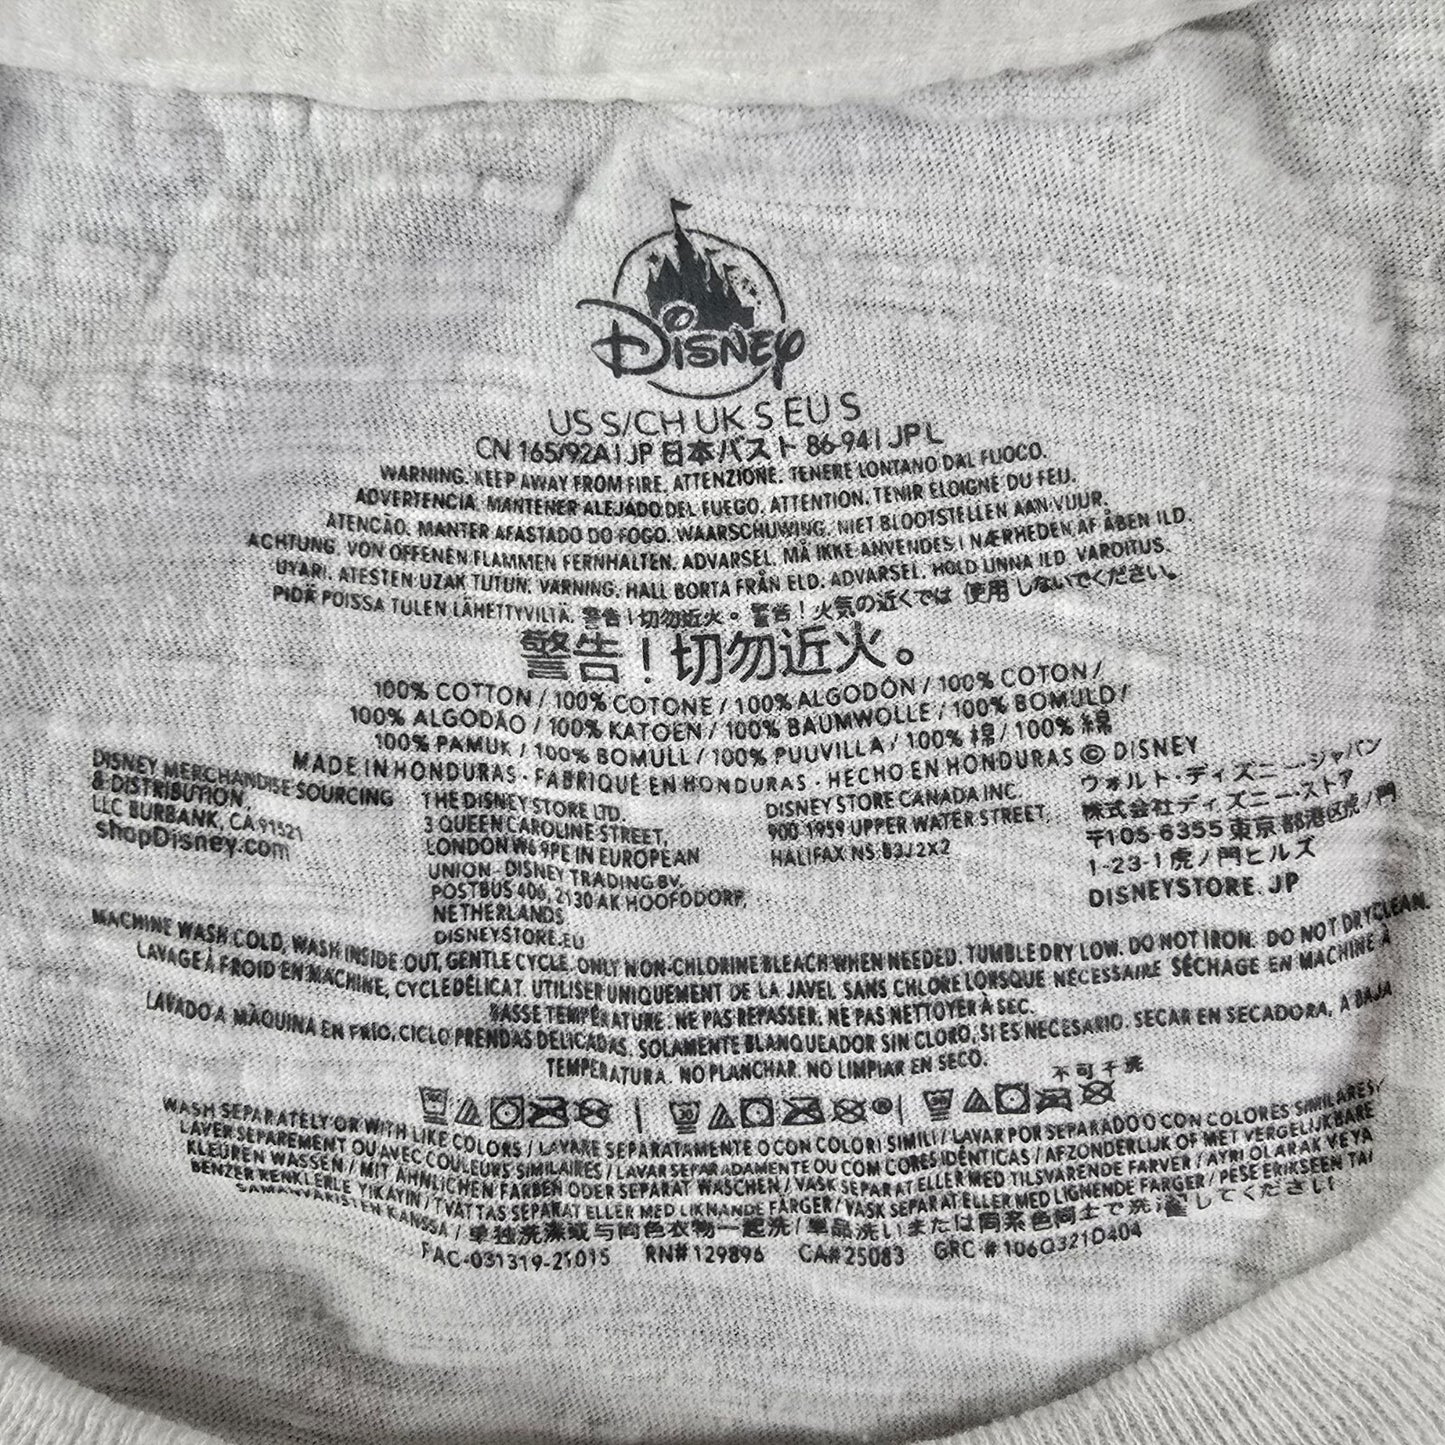 Disney
US S/CH UK S EU S
CN 165/92A | JP 日本バスト 86-94 | JP L
WARNING. KEEP AWAY FROM FIRE. ATTENZIONE. TENERE LONTANO DAL FUOCO.
ADVERTENCIA. MANTENER ALEJADO DEL FUEGO. ATTENTION. TENIR ELOIGNE DU FEU.
ATENCÃO. MANTER AFASTADO DO FOGO. WAARSCHUWING. NIET BLOOTSTELLEN AAN VUUR.
ACHTUNG. VON OFFENEN FLAMMEN FERNHALTEN. ADVARSEL. MÅ IKKE ANVENDES I NÆRHEDEN AF ÅBEN ILD.
UYARI. ATESTEN UZAK TUTUN. VARNING. HALL BORTA FRÅN ELD. ADVARSEL. HOLD UNNA ILD. VAROITUS.
PIDÄ POISSA TULEN LÄHETTYVILTÄ. 警告！切勿近火。警告！火気の近くでは 使用 しないでください。
警告！切勿近火。
100% COTTON / 100% COTONE / 100% ALGODÓN / 100% COTON /
100% ALGODÃO / 100% KATOEN / 100% BAUMWOLLE / 100% BOMULD /
100% PAMUK / 100% BOMULL / 100% PUUVILLA / 100% 棉 / 100% 綿
MADE IN HONDURAS · FABRIQUÉ EN HONDURAS · HECHO EN HONDURAS © DISNEY
DISNEY MERCHANDISE SOURCING
& DISTRIBUTION,
LLC BURBANK, CA 91521
shopDisney.com
THE DISNEY STORE LTD.
3 QUEEN CAROLINE STREET,
LONDON W6 9PE IN EUROPEAN
UNION - DISNEY TRADING BV,
POSTBUS 406, 2130 AK HOOFDDORP,
NETHERLANDS
DISNEYSTORE.EU
DISNEY STORE CANADA INC.
900 1959 UPPER WATER STREET,
HALIFAX NS B3J 2X2
ウォルト・ディズニー・ジャパン
株式会社ディズニー・ストア
〒105-6355 東京都港区虎ノ門
1-23-1 虎ノ門ヒルズ
DISNEYSTORE.JP
MACHINE WASH COLD, WASH INSIDE OUT, GENTLE CYCLE. ONLY NON-CHLORINE BLEACH WHEN NEEDED. TUMBLE DRY LOW. DO NOT IRON. DO NOT DRYCLEAN.
LAVAGE À FROID EN MACHINE, CYCLE DÉLICAT. UTILISER UNIQUEMENT DE LA JAVEL SANS CHLORE LORSQUE NÉCESSAIRE SÉCHAGE EN MACHINE À
BASSE TEMPÉRATURE. NE PAS REPASSER. NE PAS NETTOYER À SEC.
LAVADO A MÁQUINA EN FRÍO, CICLO PRENDAS DELICADAS. SOLAMENTE BLANQUEADOR SIN CLORO, SI ES NECESARIO. SECAR EN SECADORA, A BAJA
TEMPERATURA. NO PLANCHAR. NO LIMPIAR EN SECO.
不可干洗
WASH SEPARATELY OR WITH LIKE COLORS / LAVARE SEPARATAMENTE O CON COLORI SIMILI / LAVAR POR SEPARADO O CON COLORES SIMILARES /
LAVER SEPAREMENT OU AVEC COULEURS SIMILAIRES / LAVAR SEPARADAMENTE OU COM CORES IDÊNTICAS / AFZONDERLIJK OF MET VERGELIJKBARE
KLEUREN WASSEN / MIT ÄHNLICHEN FARBEN ODER SEPARAT WASCHEN / VASK SEPARAT ELLER MED TILSVARENDE FARVER / AYRI OLARAK VEYA
BENZER RENKLERLE YIKAYIN / TVÄTTAS SEPARAT ELLER MED LIKNANDE FÄRGER / VASK SEPARAT ELLER MED LIGNENDE FARGER / PESE ERIKSEEN TAI
SAMANVÄRISTEN KANSSA / 单独洗涤或与同色衣物一起洗 / 単品洗いまたは同系色同士で洗濯してください
FAC-031319-21015 RN# 129896 CA# 25083 GRC # 106Q321D404